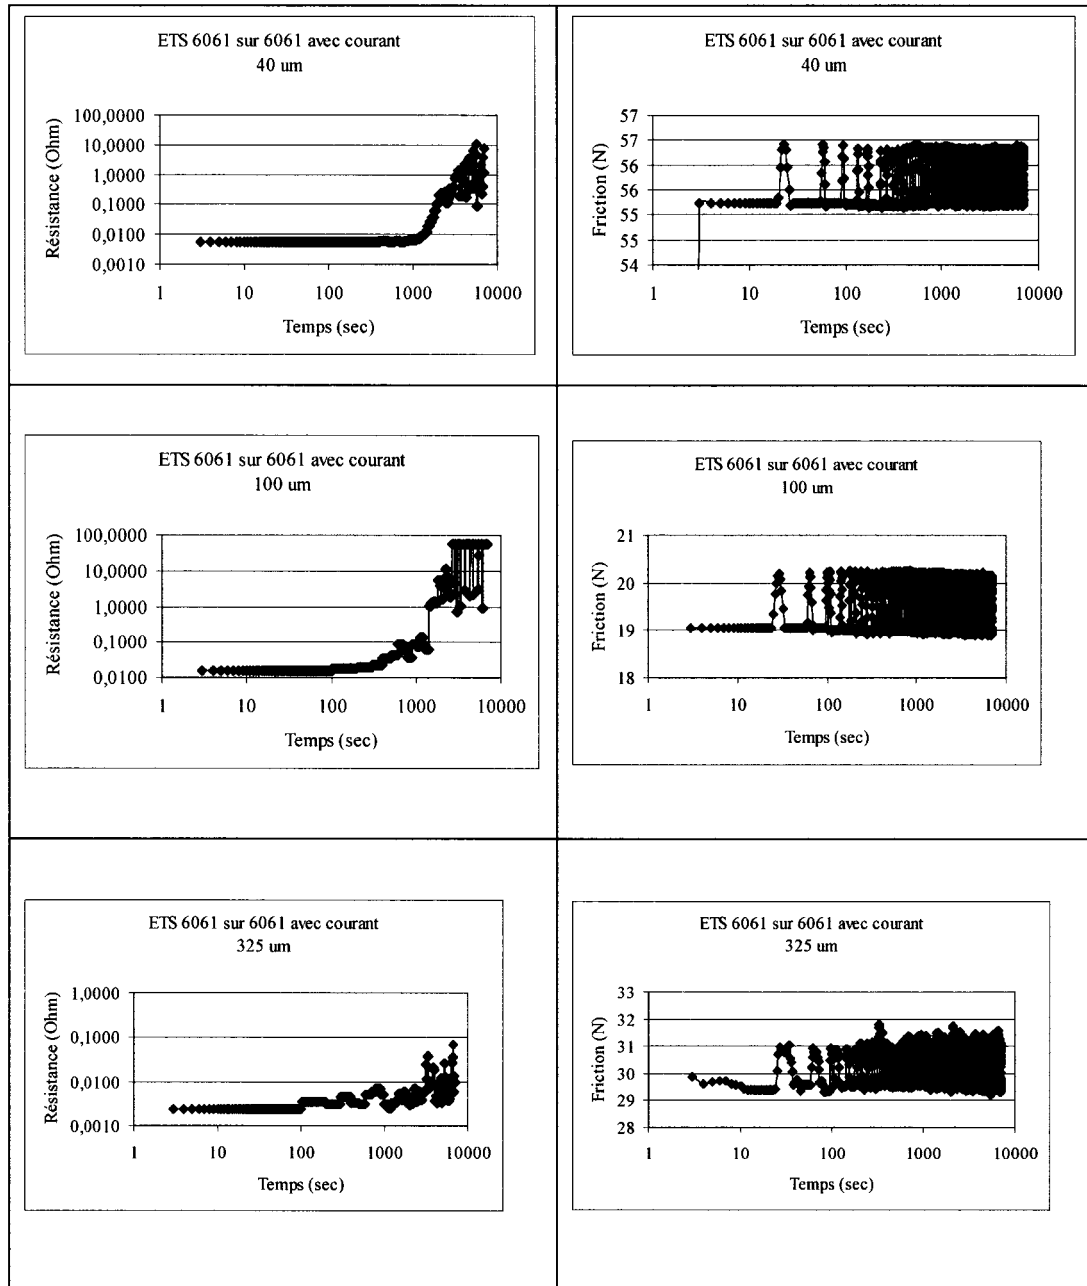 ETS 6061 sur 6061 avec courant
40 um
Résistance (Ohm)
100,0000
10,0000
1,0000
0,1000
0,0100
0,0010
1 10 100 1000 10000
Temps (sec)
ETS 6061 sur 6061 avec courant
40 um
Friction (N)
57
57
56
56
55
55
54
1 10 100 1000 10000
Temps (sec)
ETS 6061 sur 6061 avec courant
100 um
Résistance (Ohm)
100,0000
10,0000
1,0000
0,1000
0,0100
1 10 100 1000 10000
Temps (sec)
ETS 6061 sur 6061 avec courant
100 um
Friction (N)
21
20
19
18
1 10 100 1000 10000
Temps (sec)
ETS 6061 sur 6061 avec courant
325 um
Résistance (Ohm)
1,0000
0,1000
0,0100
0,0010
1 10 100 1000 10000
Temps (sec)
ETS 6061 sur 6061 avec courant
325 um
Friction (N)
33
32
31
30
29
28
1 10 100 1000 10000
Temps (sec)